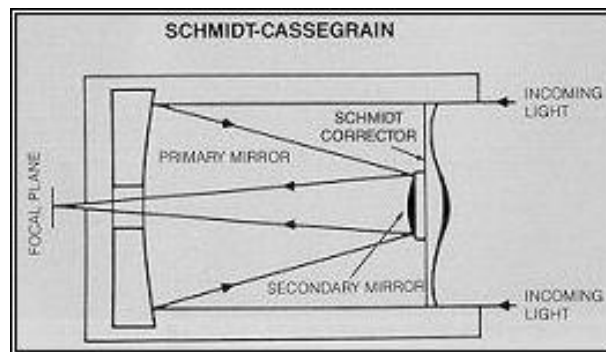 SCHMIDT-CASSEGRAIN
INCOMING
LIGHT
SCHMIDT
CORRECTOR
PRIMARY MIRROR
FOCAL PLANE
SECONDARY MIRROR
INCOMING
LIGHT